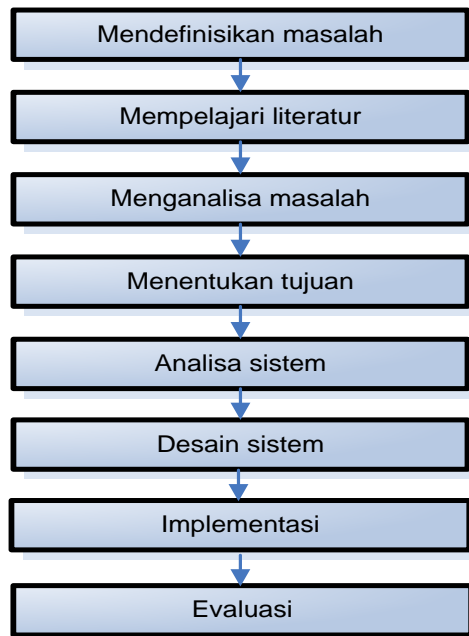 Mendefinisikan masalah
Mempelajari literatur
Menganalisa masalah
Menentukan tujuan
Analisa sistem
Desain sistem
Implementasi
Evaluasi